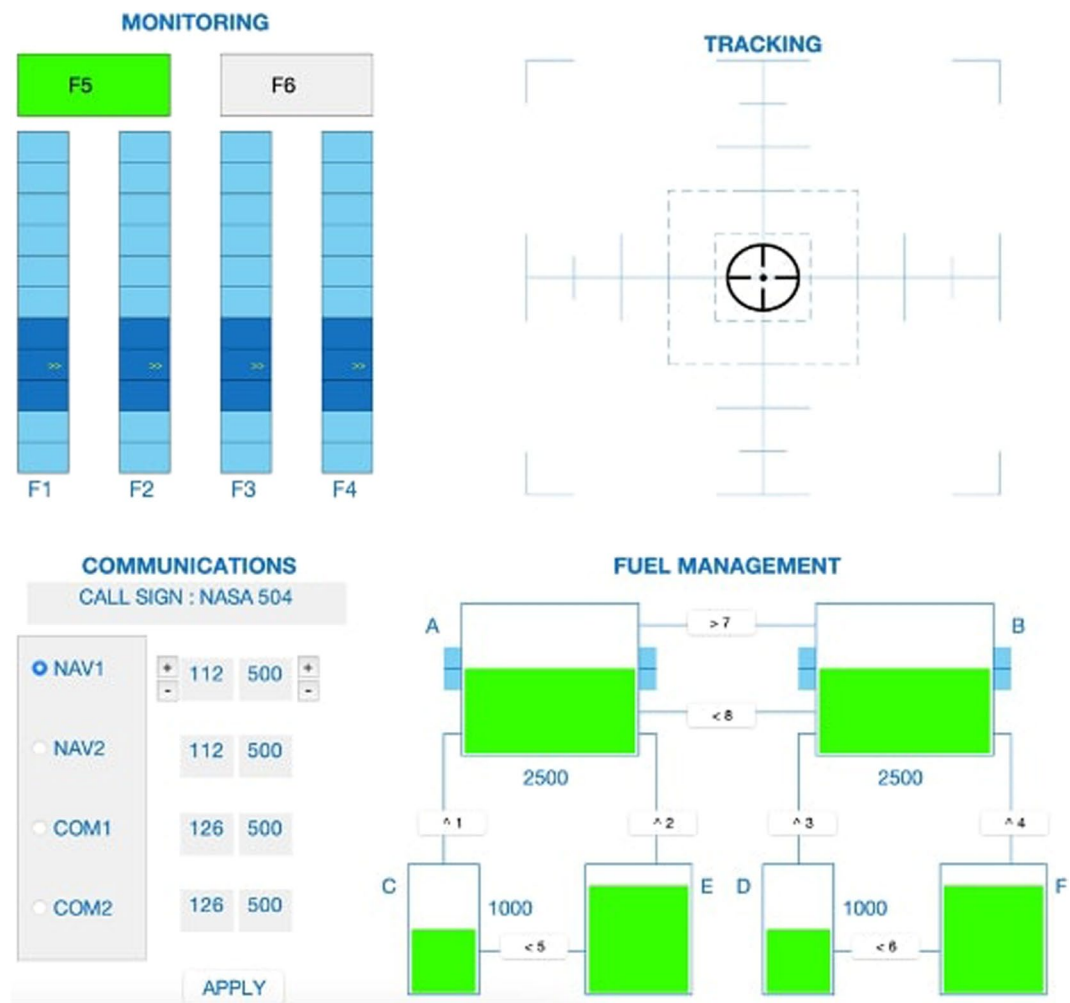 MONITORING
F5
F6
>>
>>
>>
>>
F1
F2
F3
F4
TRACKING
COMMUNICATIONS
CALL SIGN : NASA 504
NAV1
+
-
112
500
+
-
NAV2
112
500
COM1
126
500
COM2
126
500
APPLY
FUEL MANAGEMENT
A
> 7
B
< 8
2500
2500
^ 1
^ 2
^ 3
^ 4
C
1000
E
D
1000
F
< 5
< 6